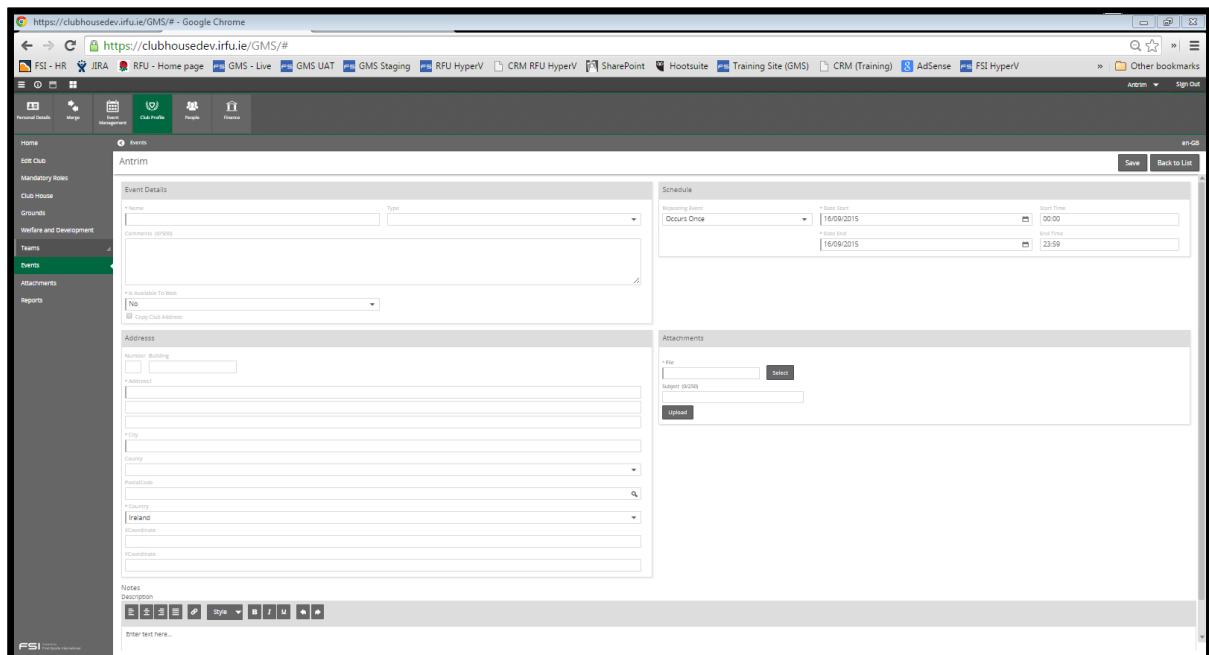 https://clubhousedev.irfu.ie/GMS/# - Google Chrome
https://clubhousedev.irfu.ie/GMS/#
FSI - HR JIRA RFU - Home page GMS - Live GMS UAT GMS Staging RFU HyperV CRM RFU HyperV SharePoint Hootsuite Training Site (GMS) CRM (Training) AdSense FSI HyperV » Other bookmarks
Antrim Sign Out
Personal Details Merge Event Management Club Profile People Finance
Home
Events
en-GB
Edit Club
Antrim
Save Back to List
Mandatory Roles
Club House
Grounds
Welfare and Development
Teams
Events
Attachments
Reports
Event Details
* Name Type
Comments (0/500)
* Is Available To Web
No
Copy Club Address
Schedule
Repeating Event * Date Start Start Time
Occurs Once 16/09/2015 00:00
* Date End End Time
16/09/2015 23:59
Addresss
Number Building
* Address1
* City
County
PostalCode
* Country
Ireland
XCoordinate
YCoordinate
Attachments
* File
Select
Subject (0/250)
Upload
Notes
Description
Style B I U
Enter text here...
FSI